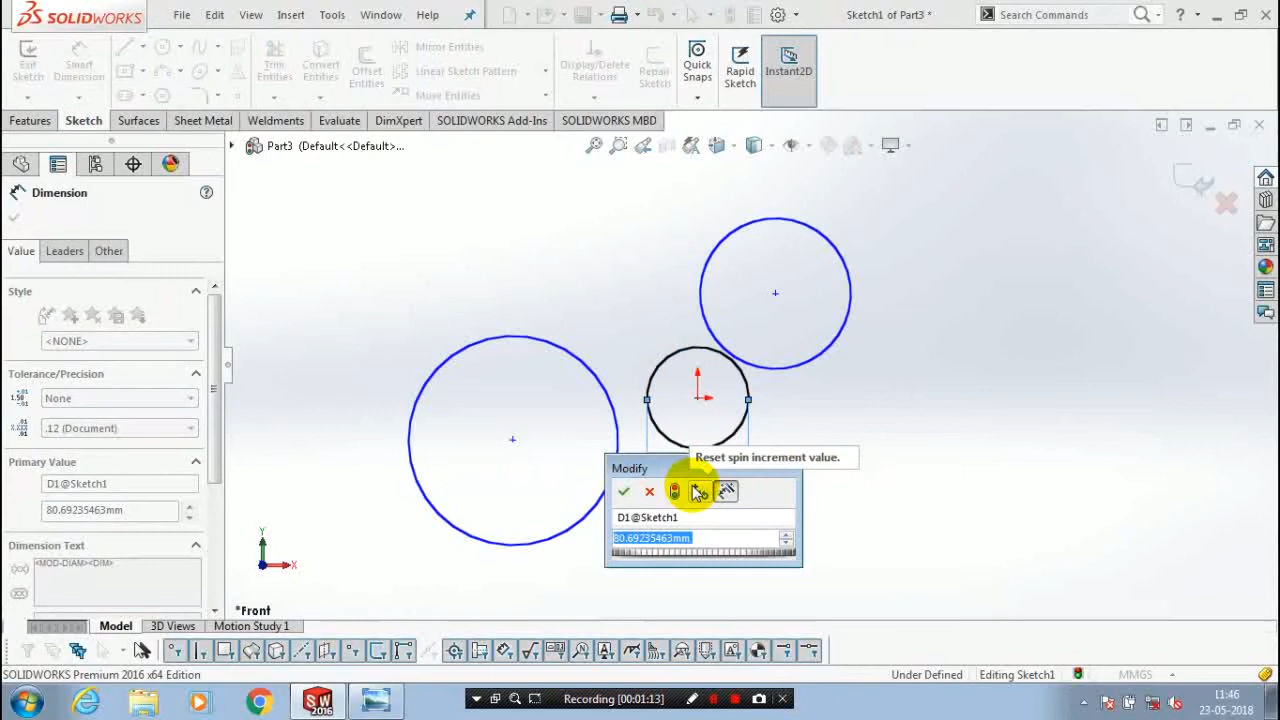 SOLIDWORKS
File Edit View Insert Tools Window Help
Sketch1 of Part3 *
Search Commands
Exit Sketch
Smart Dimension
Trim Entities
Convert Entities
Offset Entities
Mirror Entities
Linear Sketch Pattern
Move Entities
Display/Delete Relations
Repair Sketch
Quick Snaps
Rapid Sketch
Instant2D
Features Sketch Surfaces Sheet Metal Weldments Evaluate DimXpert SOLIDWORKS Add-Ins SOLIDWORKS MBD
Part3 (Default<<Default>...
Dimension
Value Leaders Other
Style
<NONE>
Tolerance/Precision
None
.12 (Document)
Primary Value
D1@Sketch1
80.69235463mm
Dimension Text
<MOD-DIAM><DIM>
Reset spin increment value.
Modify
D1@Sketch1
80.69235463mm
Y
X
*Front
Model 3D Views Motion Study 1
SOLIDWORKS Premium 2016 x64 Edition
Under Defined Editing Sketch1 MMGS
SW 2016
Recording [00:01:13]
11:46
23-05-2018